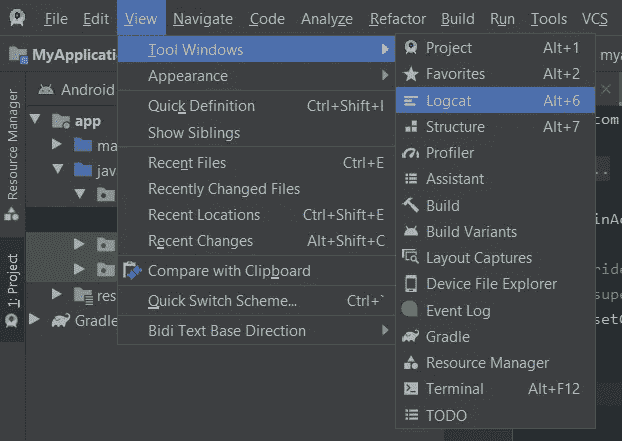 File Edit View Navigate Code Analyze Refactor Build Run Tools VCS
MyApplication
Android
app
ma
jav
res
Gradle
Resource Manager
1: Project
Tool Windows
Appearance
Quick Definition Ctrl+Shift+I
Show Siblings
Recent Files Ctrl+E
Recently Changed Files
Recent Locations Ctrl+Shift+E
Recent Changes Alt+Shift+C
Compare with Clipboard
Quick Switch Scheme... Ctrl+`
Bidi Text Base Direction
Project Alt+1
Favorites Alt+2
Logcat Alt+6
Structure Alt+7
Profiler
Assistant
Build
Build Variants
Layout Captures
Device File Explorer
Event Log
Gradle
Resource Manager
Terminal Alt+F12
TODO
mya
com
..
inAc
ride
supe
setC